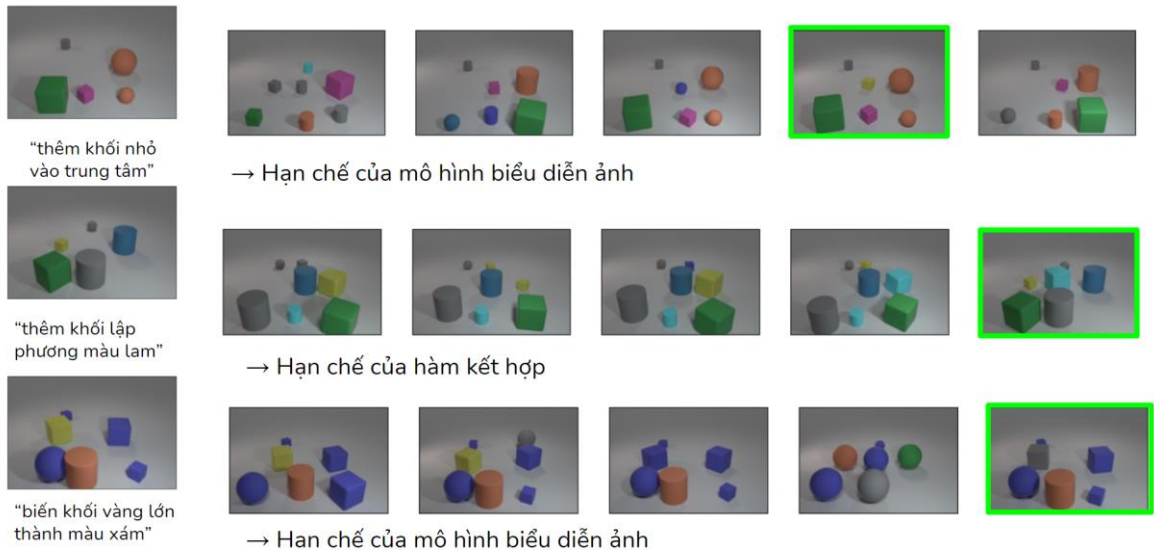 “thêm khối nhỏ
vào trung tâm”
→ Hạn chế của mô hình biểu diễn ảnh
“thêm khối lập
phương màu lam”
→ Hạn chế của hàm kết hợp
“biến khối vàng lớn
thành màu xám”
→ Hạn chế của mô hình biểu diễn ảnh